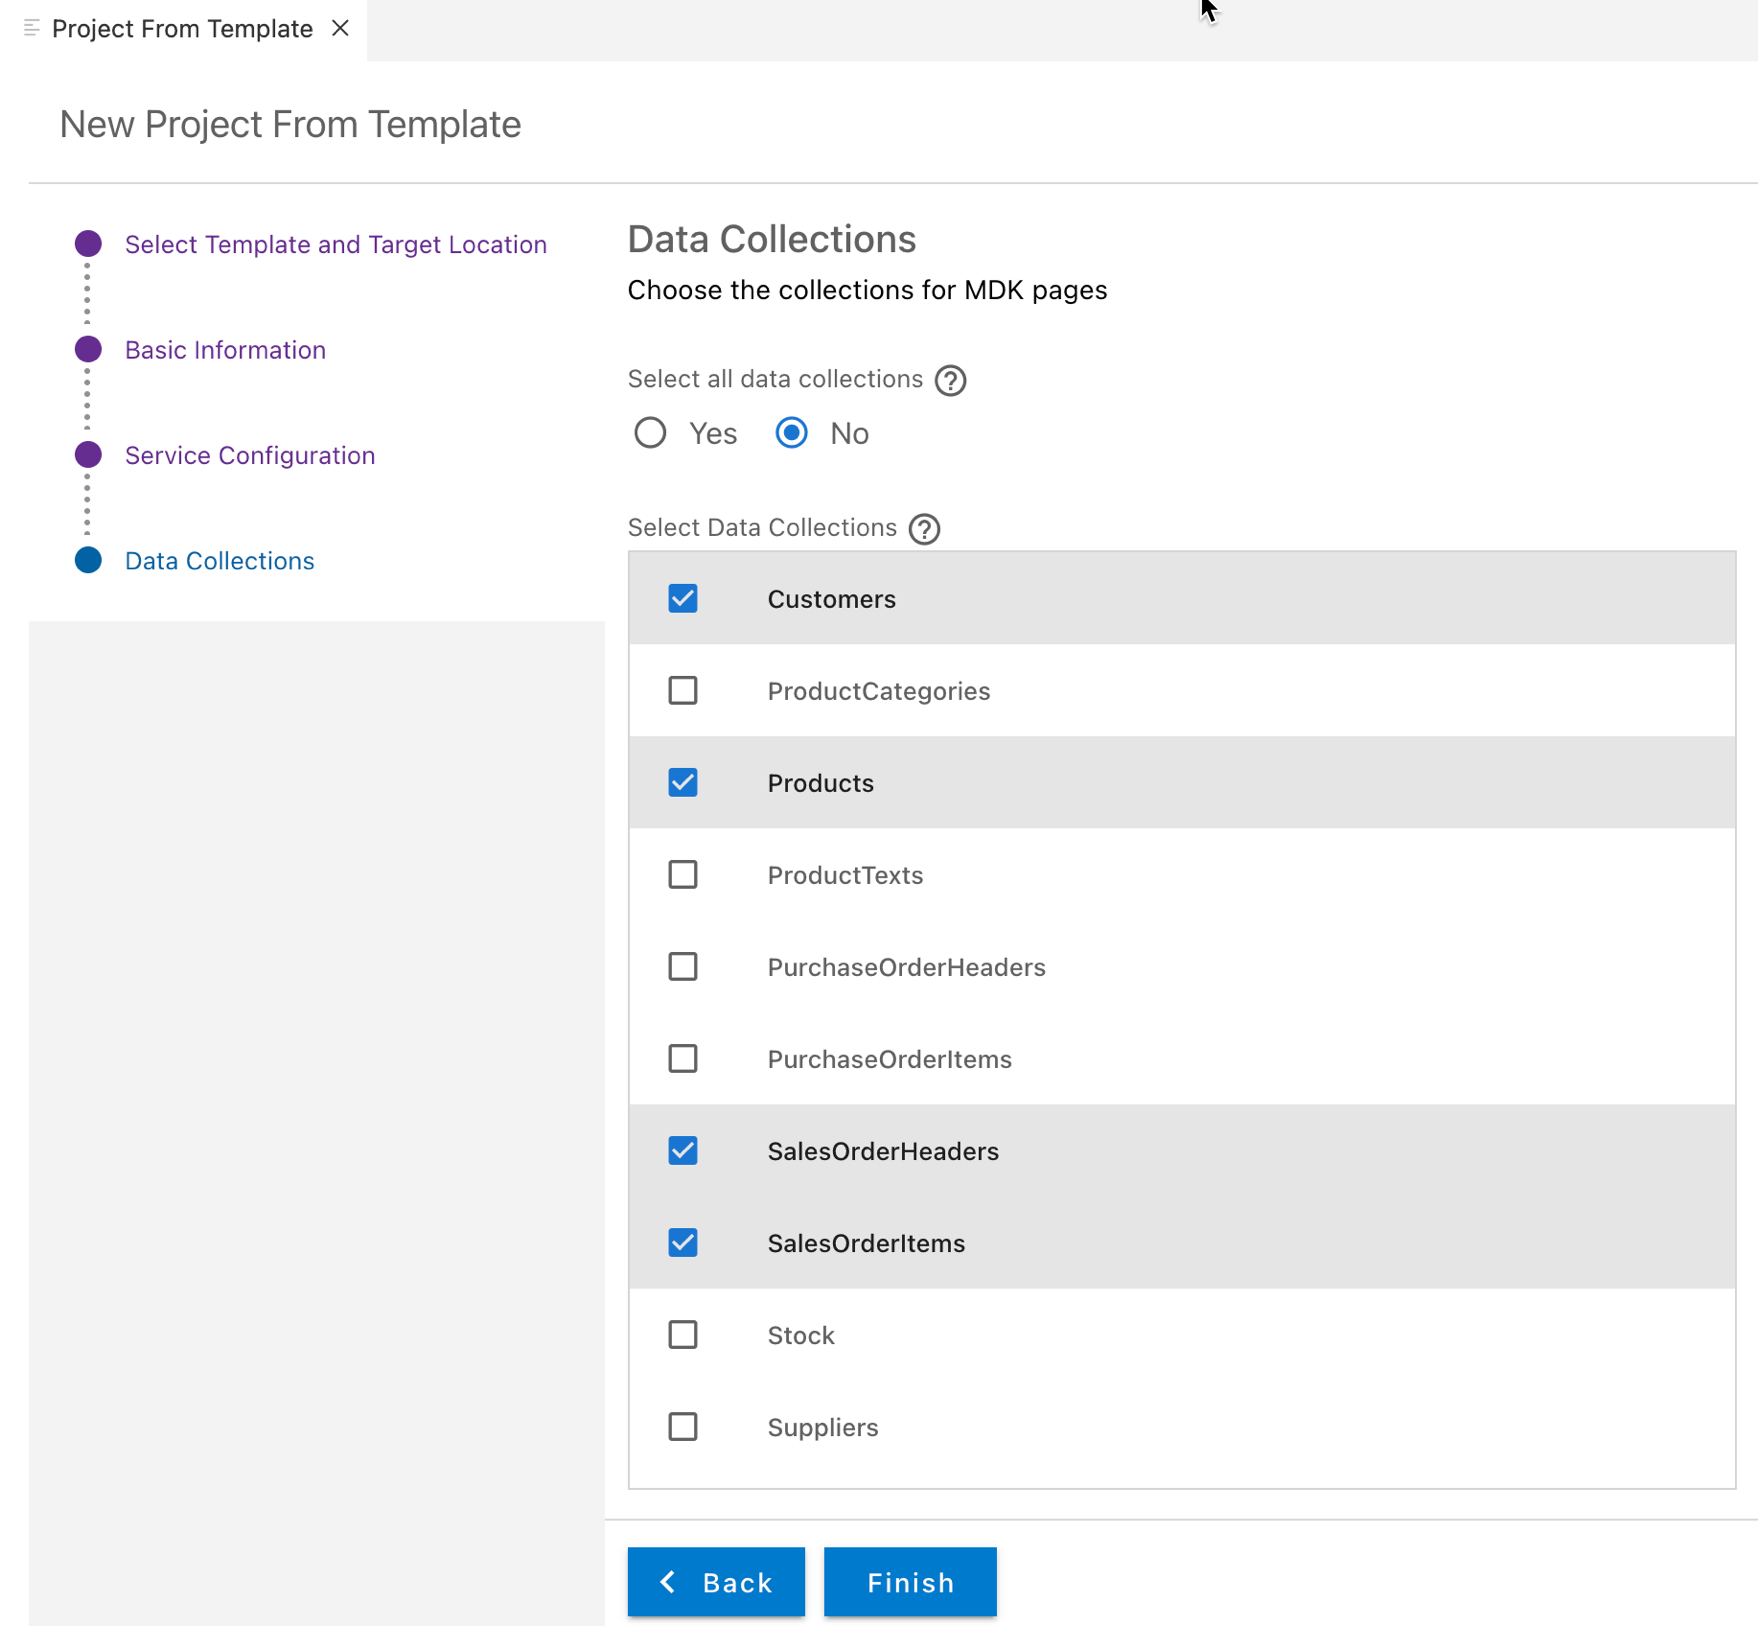 Project From Template
New Project From Template
Select Template and Target Location
Basic Information
Service Configuration
Data Collections
Data Collections
Choose the collections for MDK pages
Select all data collections
Yes No
Select Data Collections
Customers
ProductCategories
Products
ProductTexts
PurchaseOrderHeaders
PurchaseOrderItems
SalesOrderHeaders
SalesOrderItems
Stock
Suppliers
Back Finish